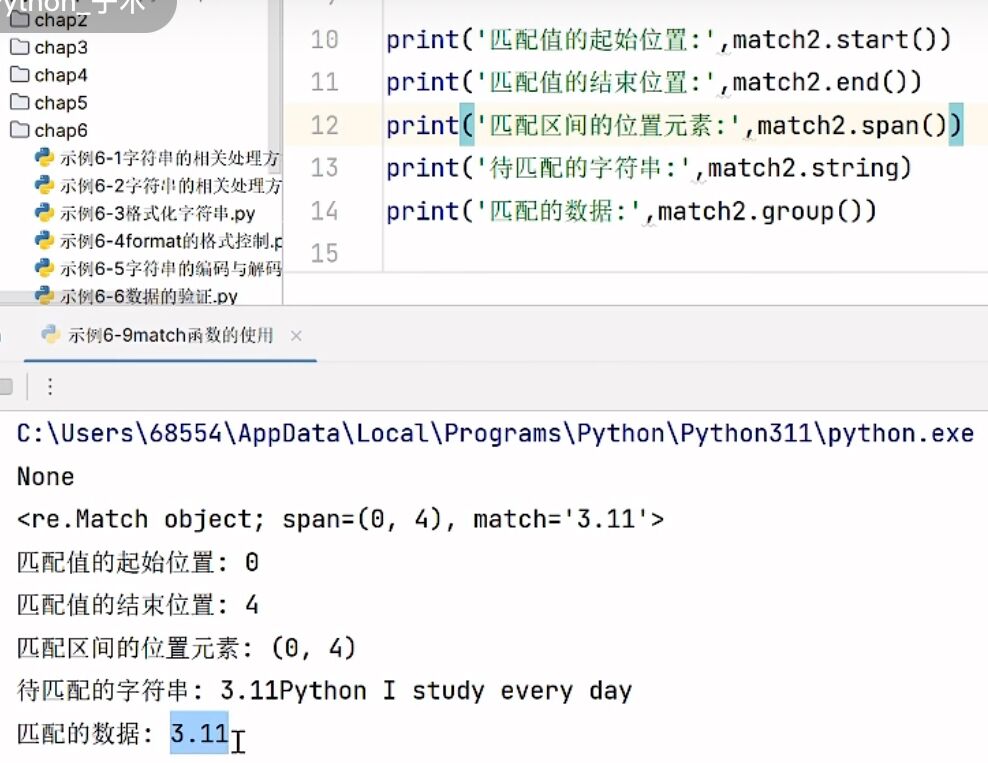 chap2
chap3
chap4
chap5
chap6
示例6-1字符串的相关处理方
示例6-2字符串的相关处理方
示例6-3格式化字符串.py
示例6-4format的格式控制.p
示例6-5字符串的编码与解码
示例6-6数据的验证.py
10 print('匹配值的起始位置:',match2.start())
11 print('匹配值的结束位置:',match2.end())
12 print('匹配区间的位置元素:',match2.span())
13 print('待匹配的字符串:',match2.string)
14 print('匹配的数据:',match2.group())
15
示例6-9match函数的使用
C:\Users\68554\AppData\Local\Programs\Python\Python311\python.exe
None
<re.Match object; span=(0, 4), match='3.11'>
匹配值的起始位置: 0
匹配值的结束位置: 4
匹配区间的位置元素: (0, 4)
待匹配的字符串: 3.11Python I study every day
匹配的数据: 3.11